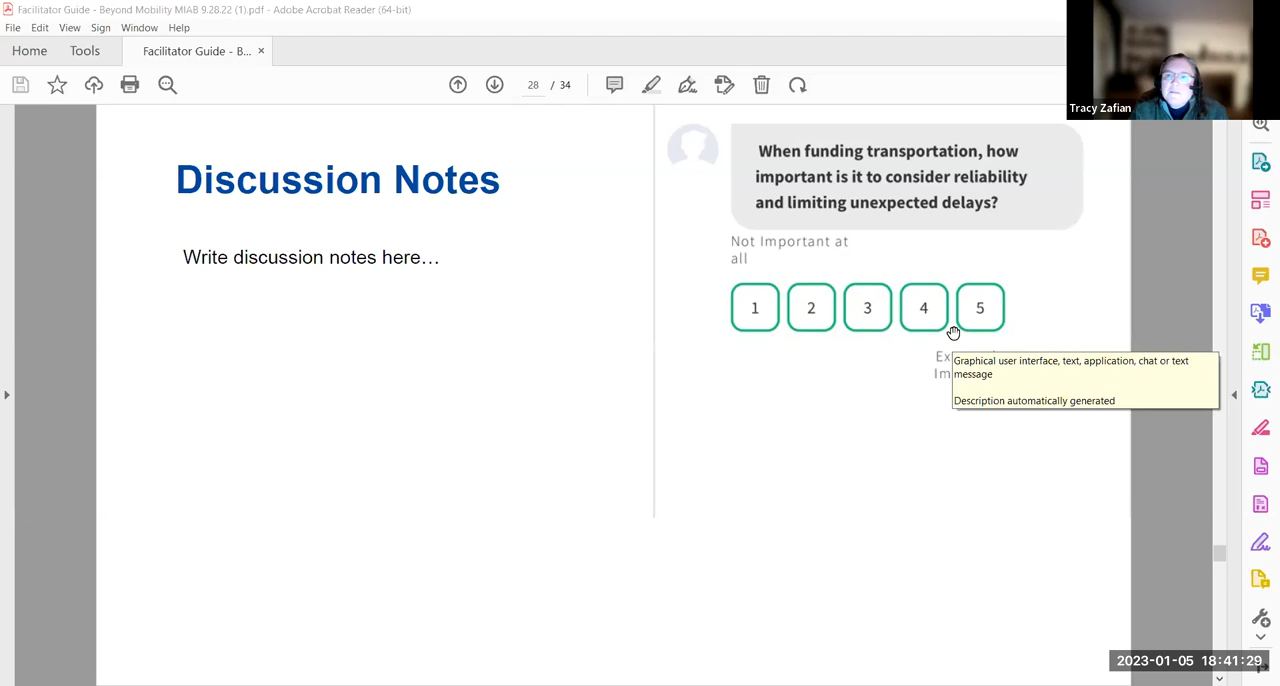 Facilitator Guide - Beyond Mobility MIAB 9.28.22 (1).pdf - Adobe Acrobat Reader (64-bit)
File Edit View Sign Window Help
Home Tools Facilitator Guide - B... ×
28 / 34
Tracy Zafian
Discussion Notes
Write discussion notes here…
When funding transportation, how
important is it to consider reliability
and limiting unexpected delays?
Not Important at
all
1 2 3 4 5
Ex
Im
Graphical user interface, text, application, chat or text
message
Description automatically generated
2023-01-05 18:41:29